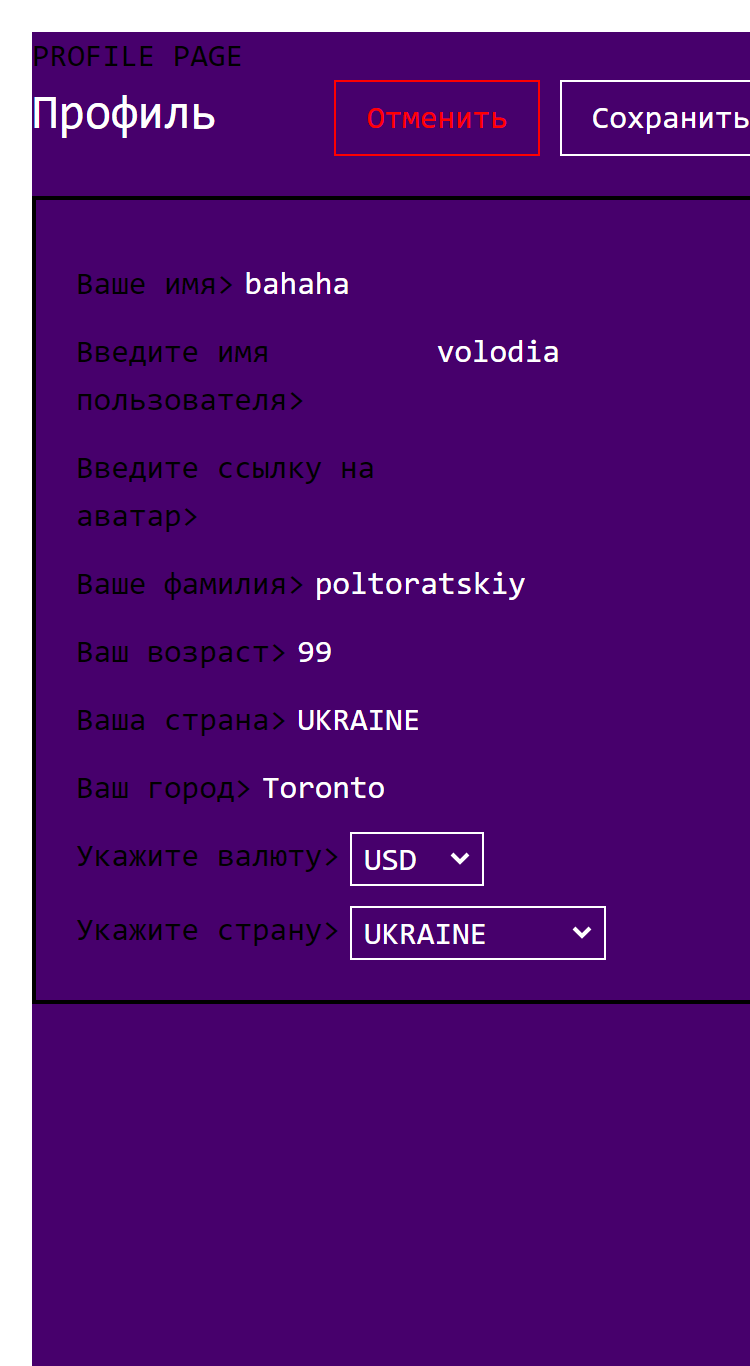 PROFILE PAGE
Профиль
Отменить
Сохранить
Ваше имя> bahaha
Введите имя volodia
пользователя>
Введите ссылку на
аватар>
Ваше фамилия> poltoratskiy
Ваш возраст> 99
Ваша страна> UKRAINE
Ваш город> Toronto
Укажите валюту> USD
Укажите страну> UKRAINE